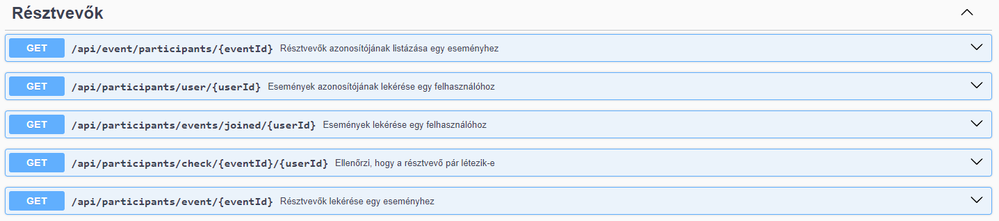 Résztvevők
GET /api/event/participants/{eventId} Résztvevők azonosítójának listázása egy eseményhez
GET /api/participants/user/{userId} Események azonosítójának lekérése egy felhasználóhoz
GET /api/participants/events/joined/{userId} Események lekérése egy felhasználóhoz
GET /api/participants/check/{eventId}/{userId} Ellenőrzi, hogy a résztvevő pár létezik-e
GET /api/participants/event/{eventId} Résztvevők lekérése egy eseményhez